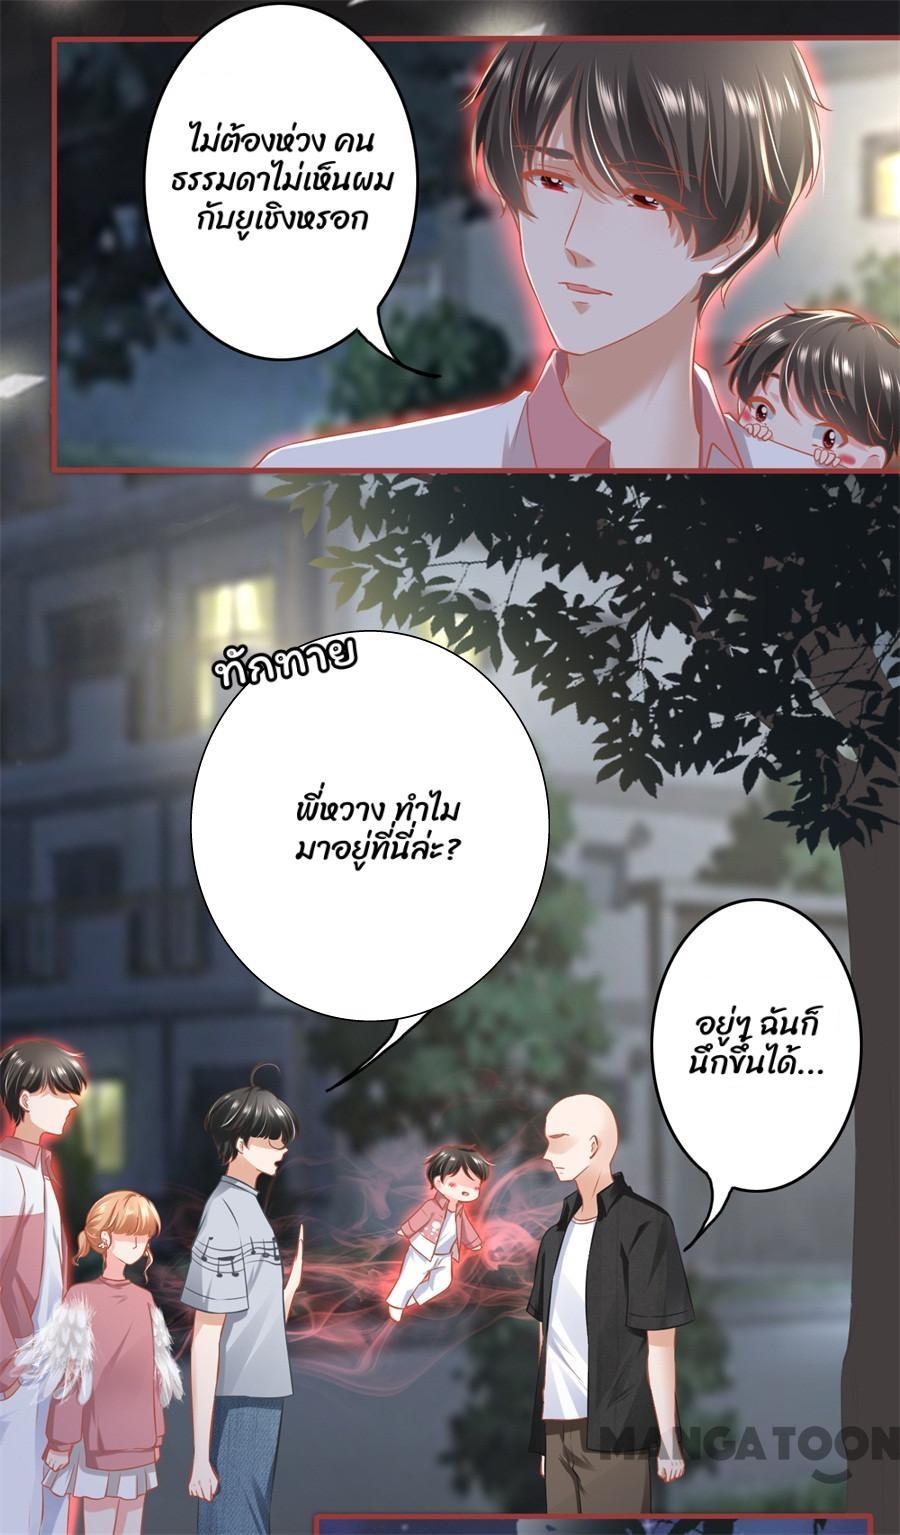 ไม่ต้องห่วง คน
ธรรมดาไม่เห็นผม
กับยูเชิงหรอก
ทักทาย
พี่หวาง ทำไม
มาอยู่ที่นี่ล่ะ?
อยู่ๆ ฉันก็
นึกขึ้นได้...
MANGATOON